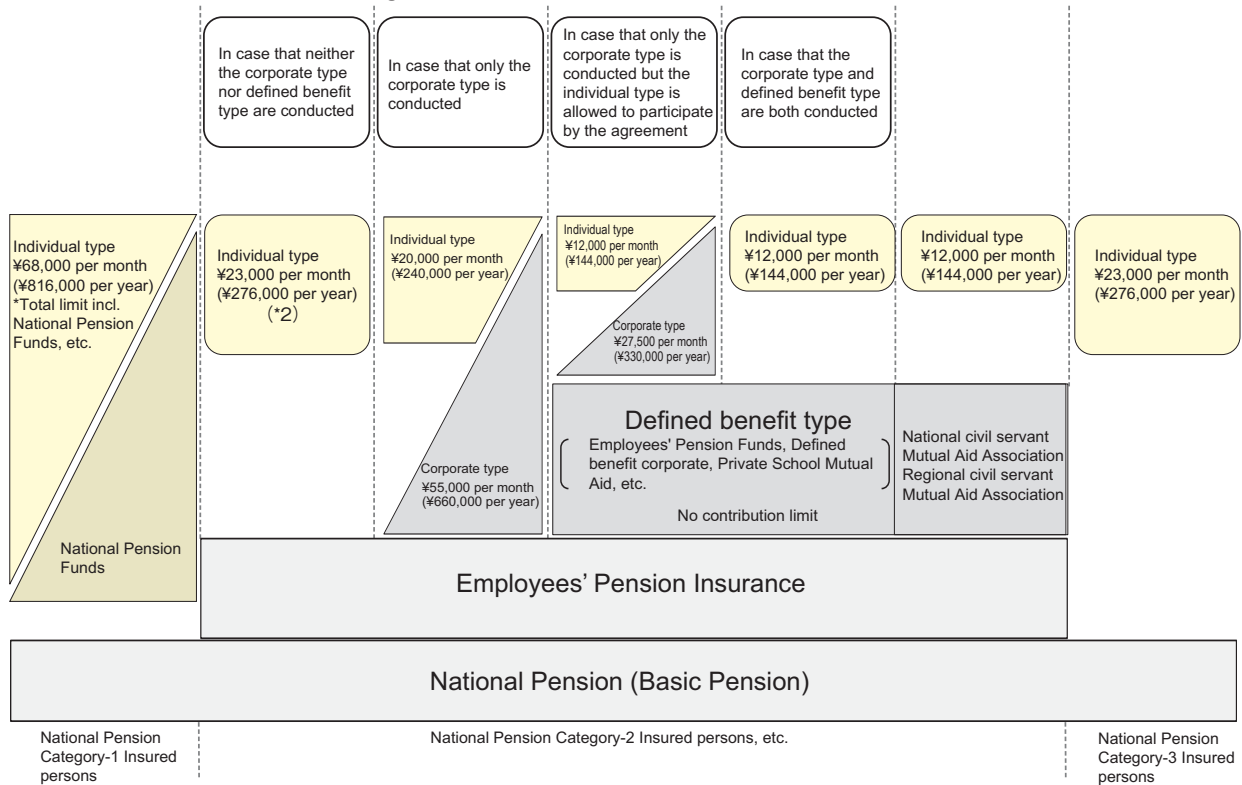 In case that neither
the corporate type
nor defined benefit
type are conducted
In case that only the
corporate type is
conducted
In case that only the
corporate type is
conducted but the
individual type is
allowed to participate
by the agreement
In case that the
corporate type and
defined benefit type
are both conducted
Individual type
¥68,000 per month
(¥816,000 per year)
*Total limit incl.
National Pension
Funds, etc.
National Pension
Funds
Individual type
¥23,000 per month
(¥276,000 per year)
(*2)
Individual type
¥20,000 per month
(¥240,000 per year)
Corporate type
¥55,000 per month
(¥660,000 per year)
Individual type
¥12,000 per month
(¥144,000 per year)
Corporate type
¥27,500 per month
(¥330,000 per year)
Individual type
¥12,000 per month
(¥144,000 per year)
Individual type
¥12,000 per month
(¥144,000 per year)
Individual type
¥23,000 per month
(¥276,000 per year)
Defined benefit type
Employees' Pension Funds, Defined
benefit corporate, Private School Mutual
Aid, etc.
No contribution limit
National civil servant
Mutual Aid Association
Regional civil servant
Mutual Aid Association
Employees’ Pension Insurance
National Pension (Basic Pension)
National Pension
Category-1 Insured
persons
National Pension Category-2 Insured persons, etc.
National Pension
Category-3 Insured
persons